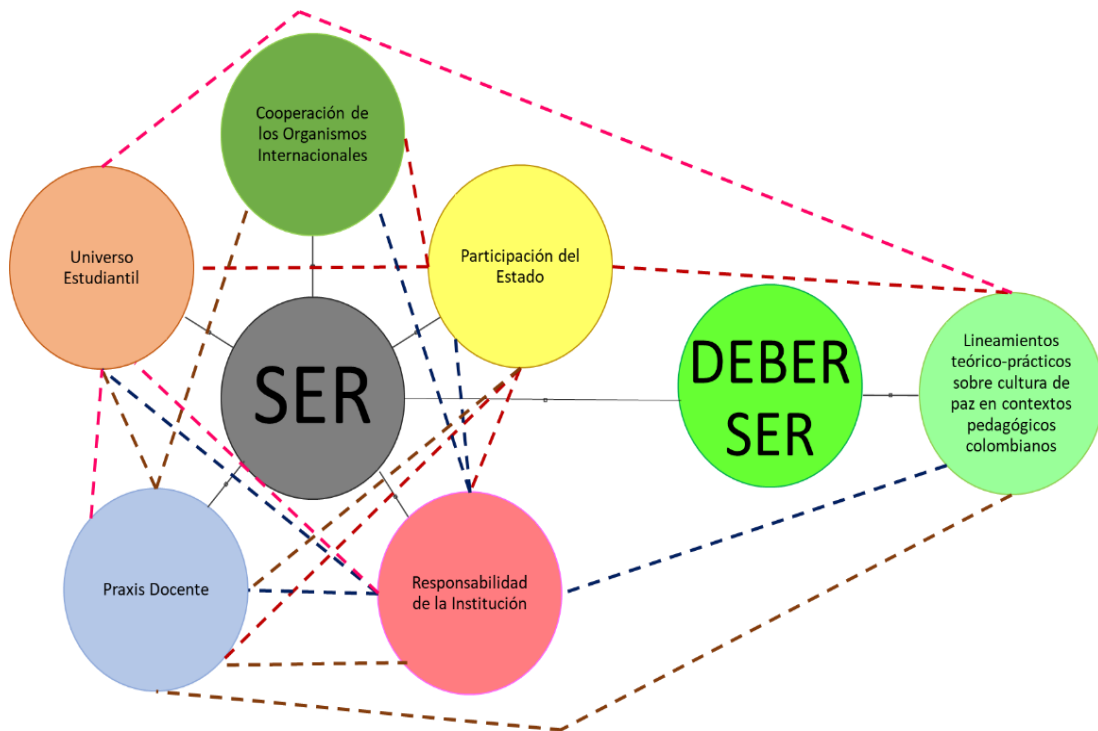 Cooperación de
los Organismos
Internacionales
Universo
Estudiantil
Participación del
Estado
SER
DEBER
SER
Lineamientos
teórico-prácticos
sobre cultura de
paz en contextos
pedagógicos
colombianos
Praxis Docente
Responsabilidad
de la Institución